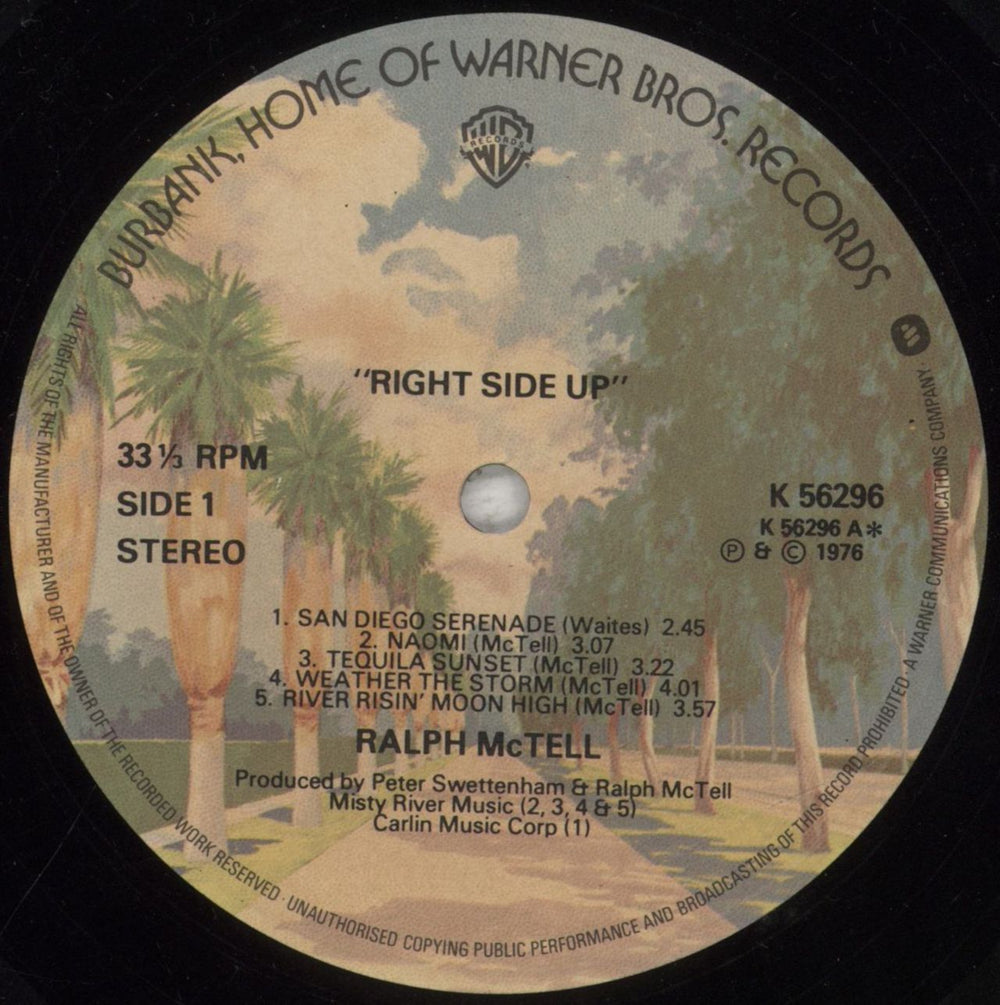 BURBANK, HOME OF WARNER BROS. RECORDS
RECORDS
"RIGHT SIDE UP"
33 ⅓ RPM
SIDE 1
STEREO
K 56296
K 56296 A*
Ⓟ & Ⓒ 1976
1. SAN DIEGO SERENADE (Waites) 2.45
2. NAOMI (McTell) 3.07
3. TEQUILA SUNSET (McTell) 3.22
4. WEATHER THE STORM (McTell) 4.01
5. RIVER RISIN' MOON HIGH (McTell) 3.57
RALPH McTELL
Produced by Peter Swettenham & Ralph McTell
Misty River Music (2, 3, 4 & 5)
Carlin Music Corp (1)
ALL RIGHTS OF THE MANUFACTURER AND OF THE OWNER OF THE RECORDED WORK RESERVED · UNAUTHORISED COPYING PUBLIC PERFORMANCE AND BROADCASTING OF THIS RECORD PROHIBITED A WARNER COMMUNICATIONS COMPANY